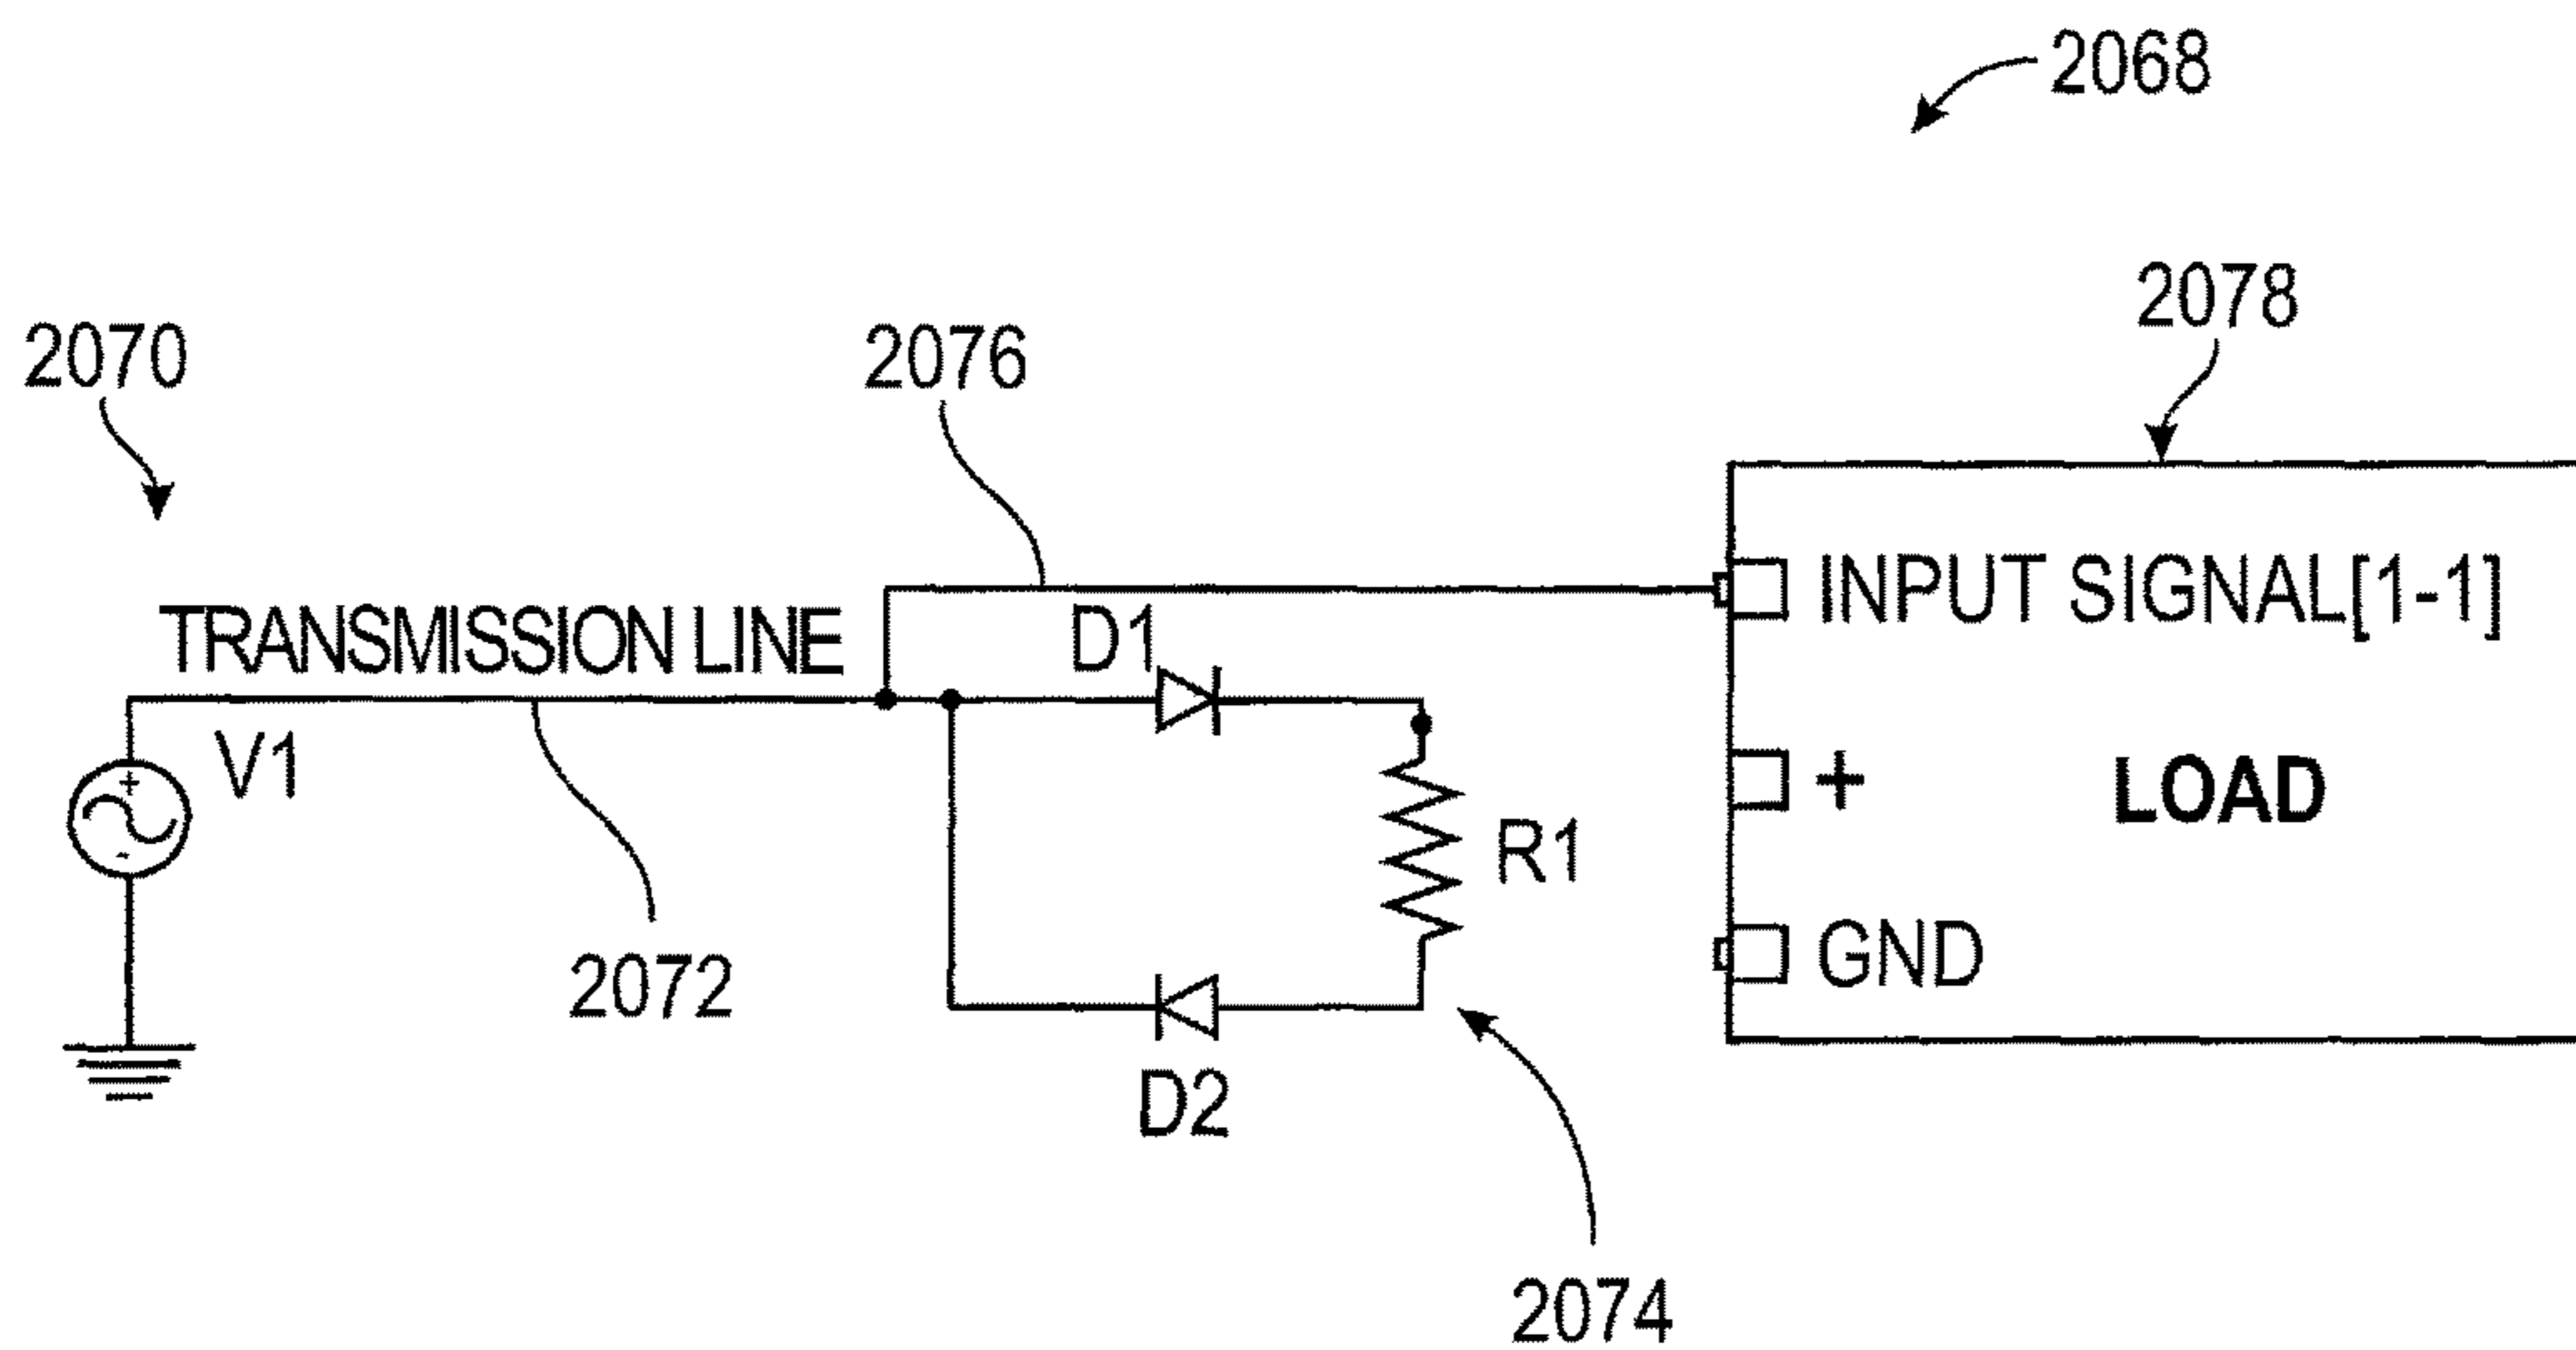 2068
2078
2070
2076
INPUT SIGNAL[1-1]
TRANSMISSION LINE
D1
V1
+
-
+
LOAD
R1
GND
2072
D2
2074